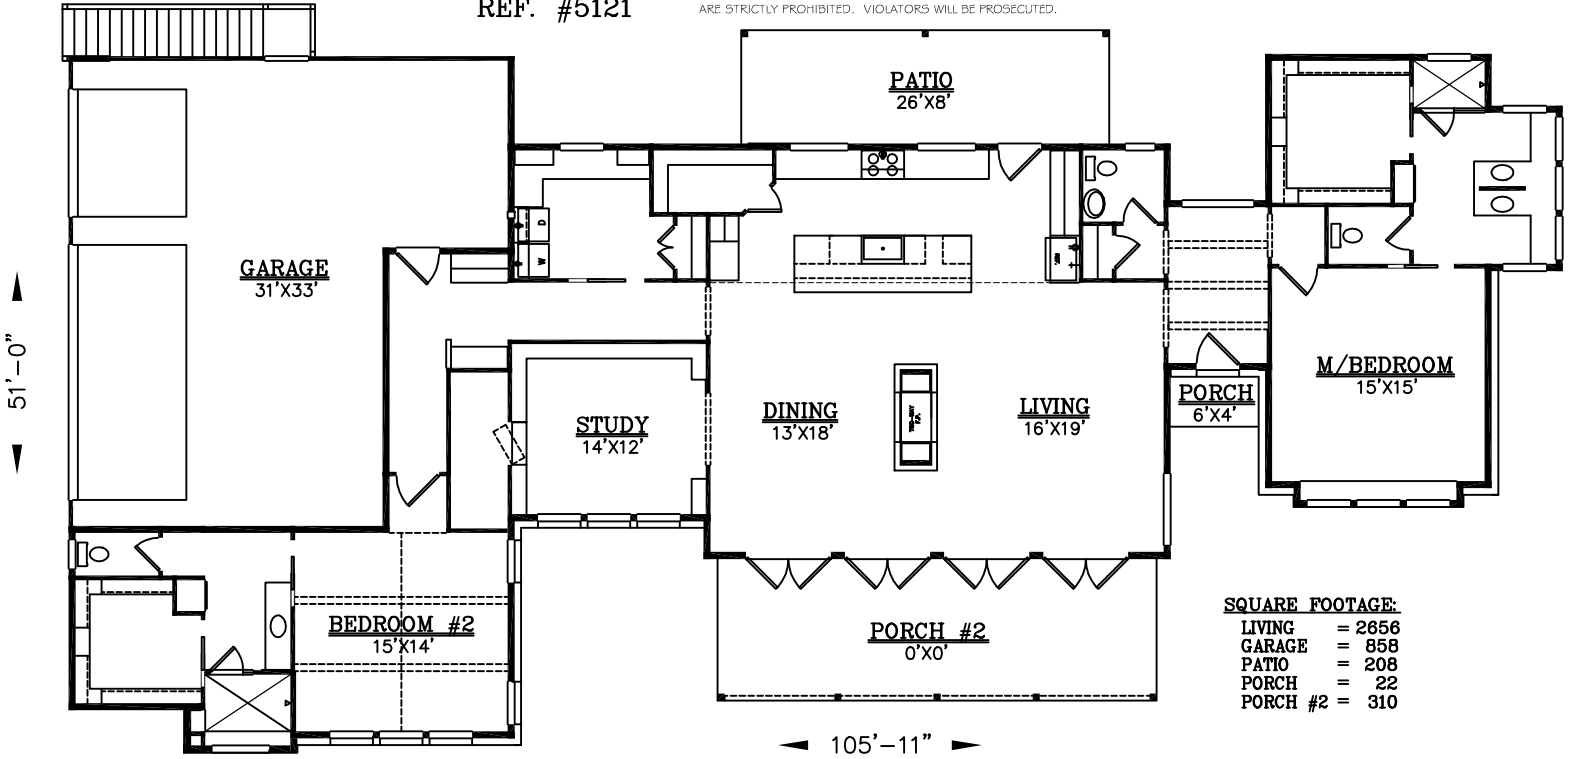 REF. #5121
ARE STRICTLY PROHIBITED. VIOLATORS WILL BE PROSECUTED.
PATIO
26'X8'
GARAGE
31'X33'
D
W
REF.
51'-0"
M/BEDROOM
15'X15'
PORCH
6'X4'
DINING
13'X18'
LIVING
16'X19'
STUDY
14'X12'
F.P.
BEDROOM #2
15'X14'
PORCH #2
0'X0'
SQUARE FOOTAGE:
LIVING = 2656
GARAGE = 858
PATIO = 208
PORCH = 22
PORCH #2 = 310
105'-11"